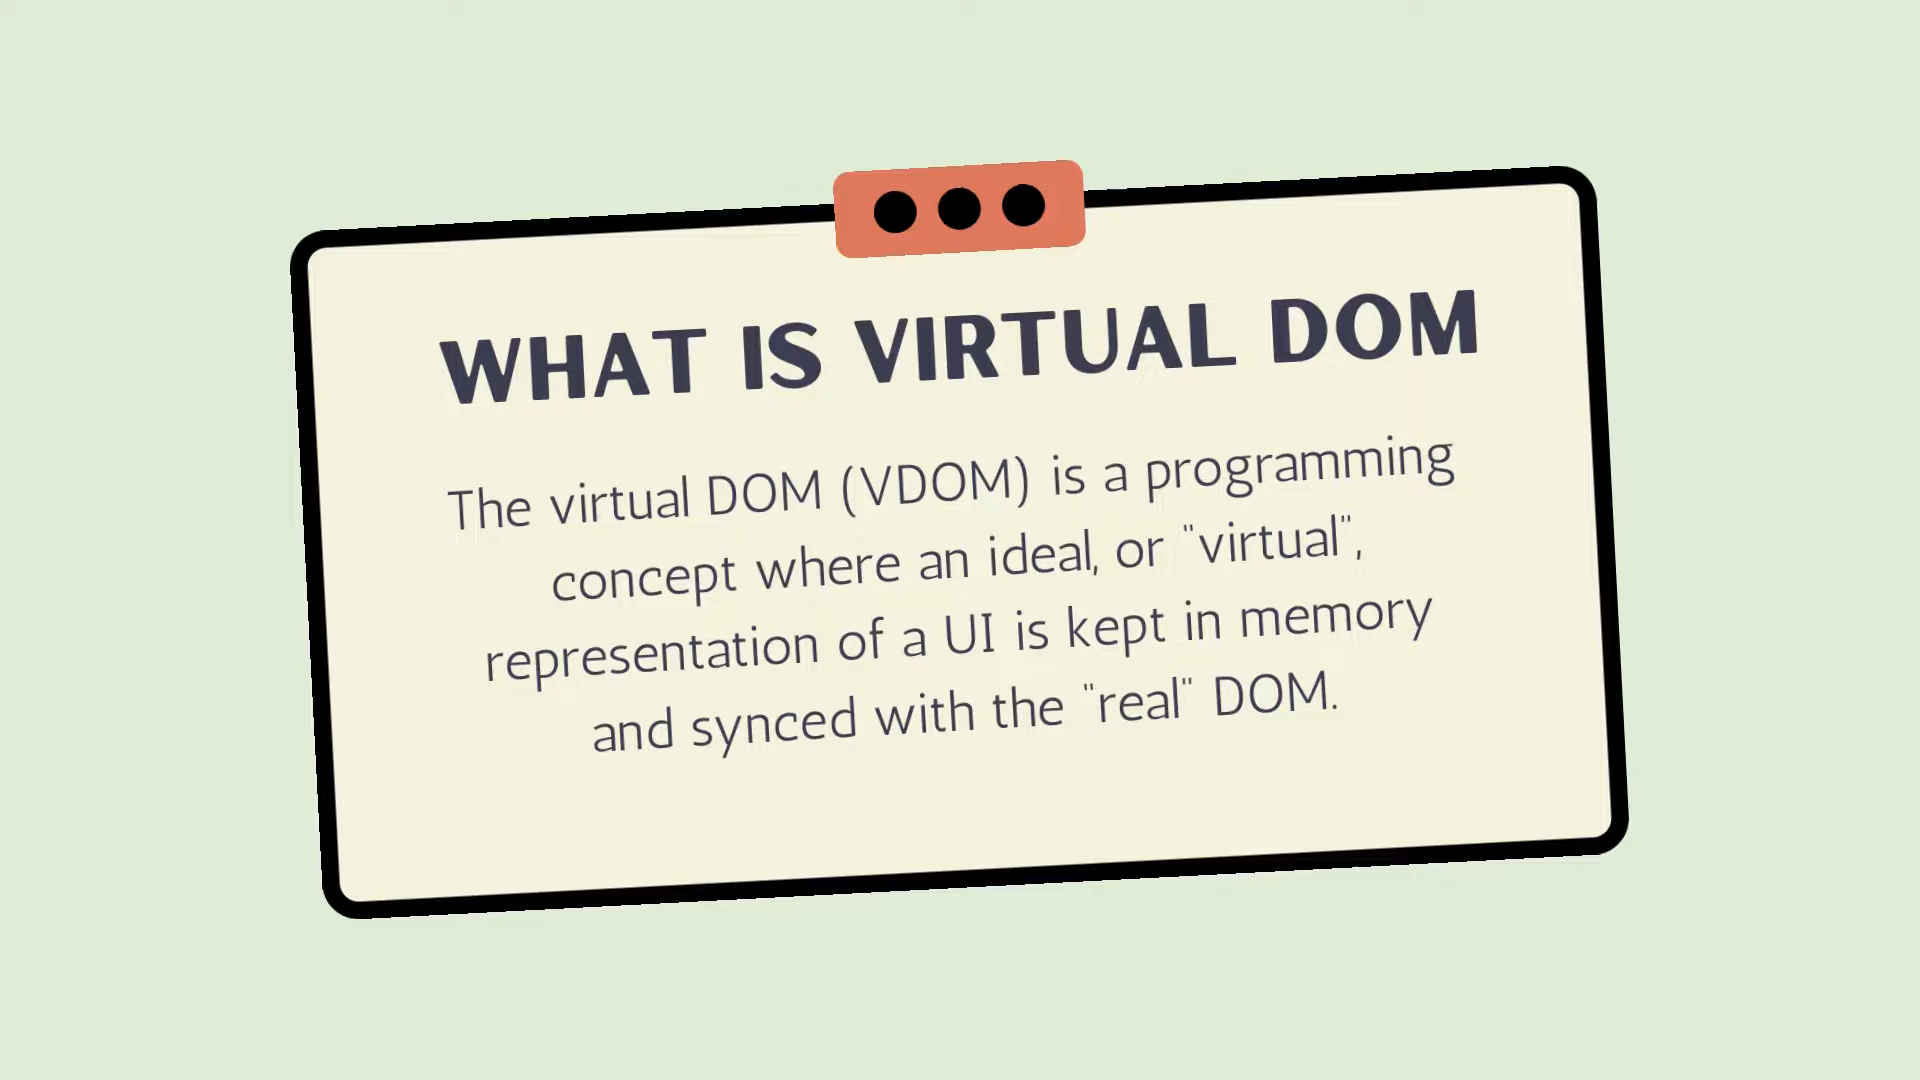 WHAT IS VIRTUAL DOM
The virtual DOM (VDOM) is a programming
concept where an ideal, or "virtual",
representation of a UI is kept in memory
and synced with the "real" DOM.